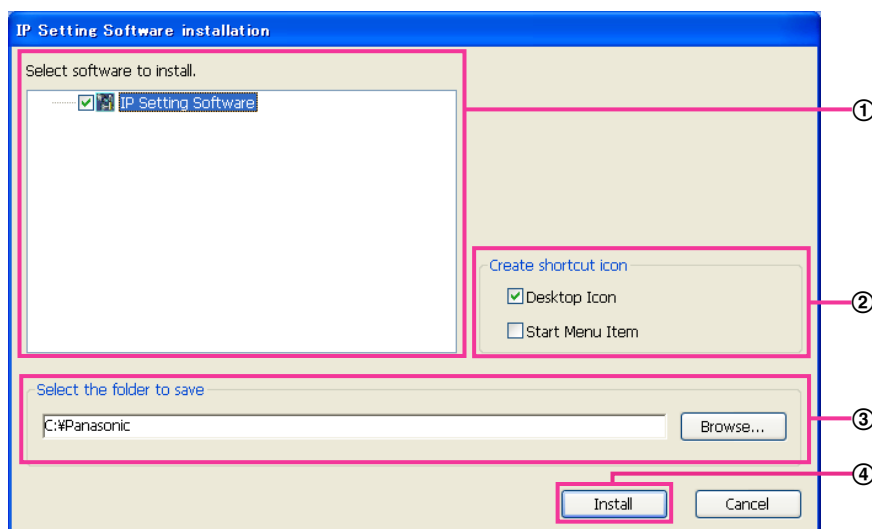 IP Setting Software installation
Select software to install.
IP Setting Software
①
Create shortcut icon
Desktop Icon
Start Menu Item
②
Select the folder to save
C:¥Panasonic
Browse...
③
④
Install
Cancel